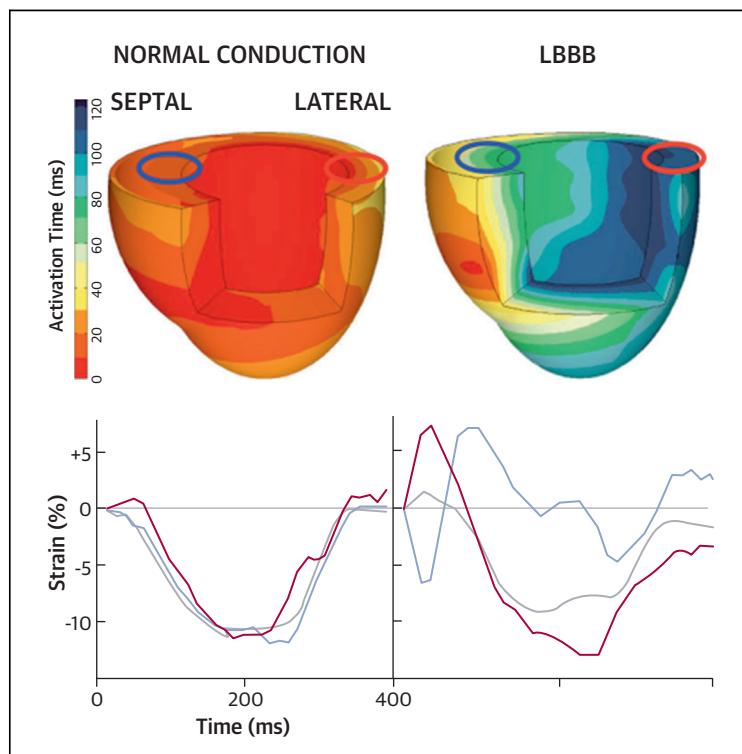 NORMAL CONDUCTION
LBBB
SEPTAL
LATERAL
Activation Time (ms)
120
100
80
60
40
20
0
Strain (%)
+5
0
-5
-10
0
200
400
Time (ms)